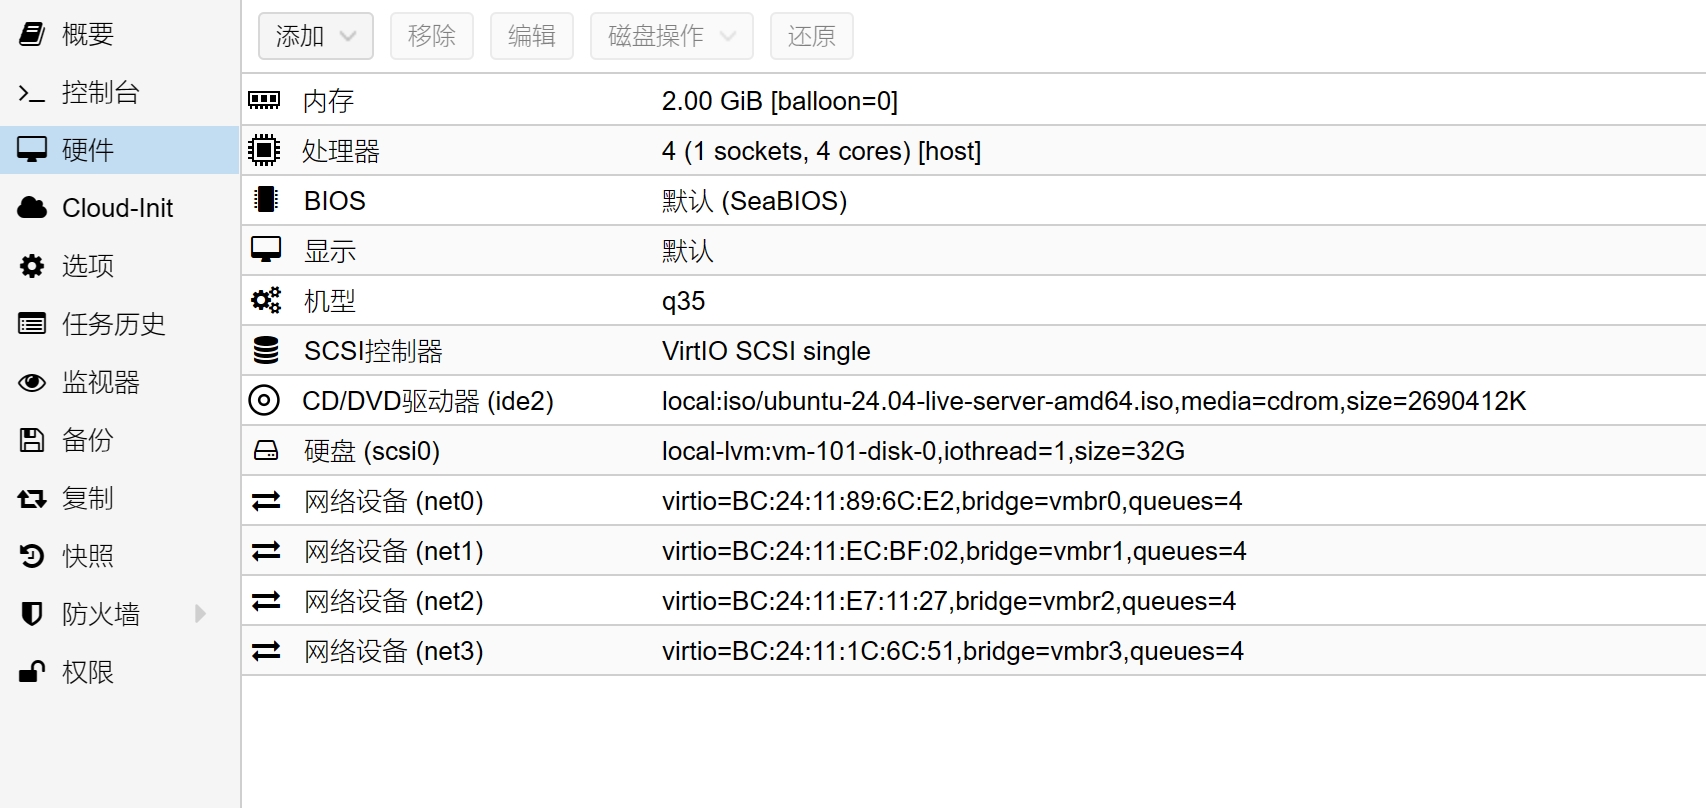 概要
控制台
硬件
Cloud-Init
选项
任务历史
监视器
备份
复制
快照
防火墙
权限
添加 移除 编辑 磁盘操作 还原
内存 2.00 GiB [balloon=0]
处理器 4 (1 sockets, 4 cores) [host]
BIOS 默认 (SeaBIOS)
显示 默认
机型 q35
SCSI控制器 VirtIO SCSI single
CD/DVD驱动器 (ide2) local:iso/ubuntu-24.04-live-server-amd64.iso,media=cdrom,size=2690412K
硬盘 (scsi0) local-lvm:vm-101-disk-0,iothread=1,size=32G
网络设备 (net0) virtio=BC:24:11:89:6C:E2,bridge=vmbr0,queues=4
网络设备 (net1) virtio=BC:24:11:EC:BF:02,bridge=vmbr1,queues=4
网络设备 (net2) virtio=BC:24:11:E7:11:27,bridge=vmbr2,queues=4
网络设备 (net3) virtio=BC:24:11:1C:6C:51,bridge=vmbr3,queues=4